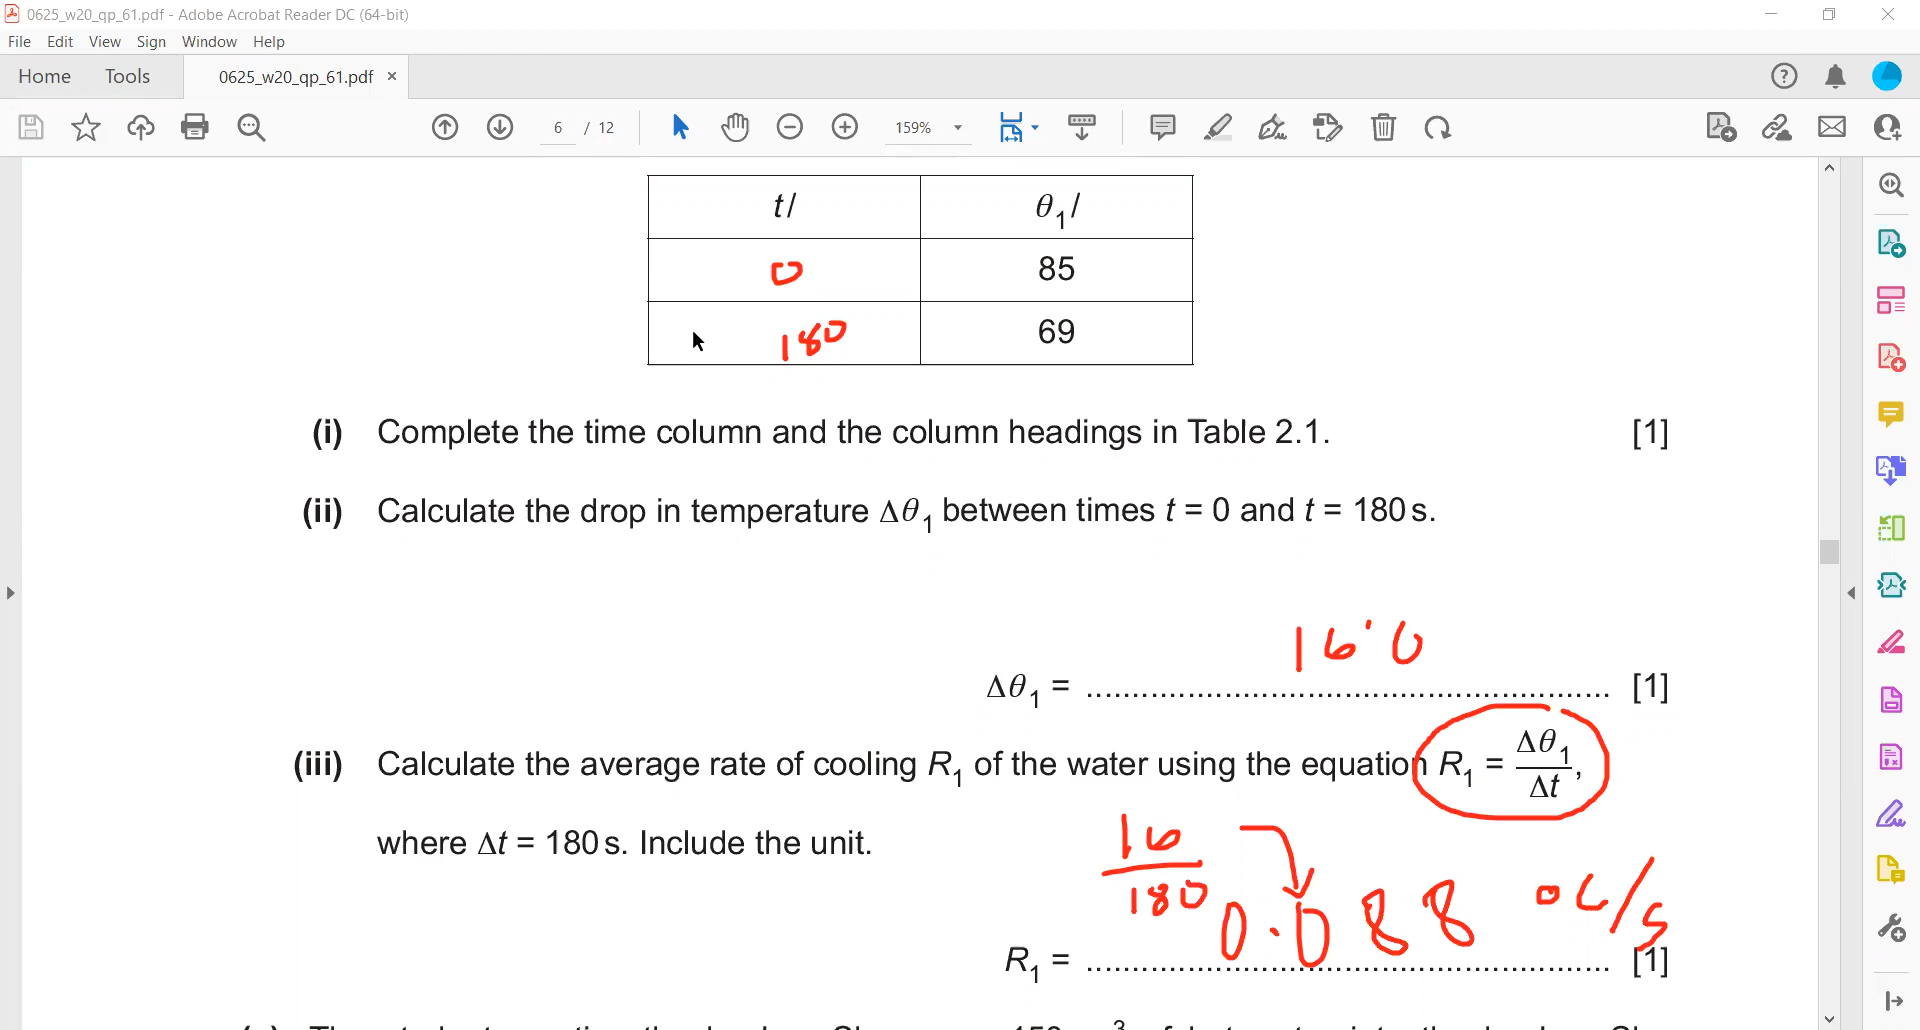 0625_w20_qp_61.pdf - Adobe Acrobat Reader DC (64-bit)
File Edit View Sign Window Help
Home Tools 0625_w20_qp_61.pdf ×
6 / 12 159%
t/ θ₁/
0 85
180 69
(i) Complete the time column and the column headings in Table 2.1. [1]
(ii) Calculate the drop in temperature Δθ₁ between times t = 0 and t = 180 s.
16.0
Δθ₁ = ........................................................ [1]
(iii) Calculate the average rate of cooling R₁ of the water using the equation R₁ = Δθ₁/Δt,
where Δt = 180 s. Include the unit.
16/180
0.088 °C/s
R₁ = ........................................................ [1]